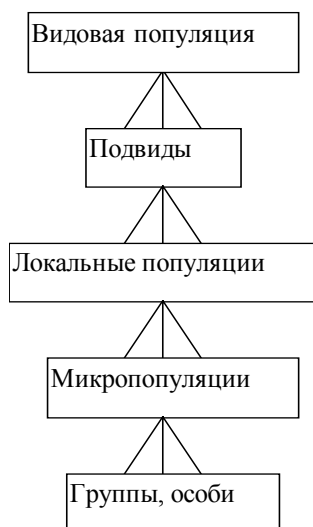 Видовая популяция
Подвиды
Локальные популяции
Микропопуляции
Группы, особи